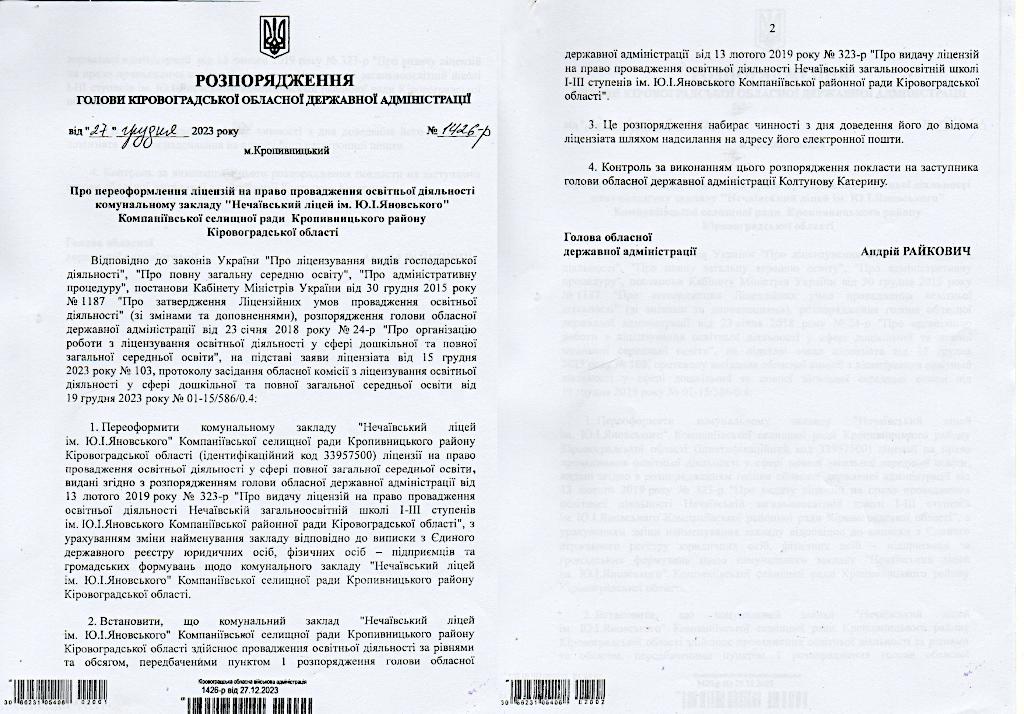 РОЗПОРЯДЖЕННЯ
ГОЛОВИ КІРОВОГРАДСЬКОЇ ОБЛАСНОЇ ДЕРЖАВНОЇ АДМІНІСТРАЦІЇ
від "27" грудня 2023 року № 1426-р
м.Кропивницький
Про переоформлення ліцензій на право провадження освітньої діяльності
комунальному закладу "Нечаївський ліцей ім. Ю.І.Яновського"
Компаніївської селищної ради Кропивницького району
Кіровоградської області
Відповідно до законів України "Про ліцензування видів господарської
діяльності", "Про повну загальну середню освіту", "Про адміністративну
процедуру", постанови Кабінету Міністрів України від 30 грудня 2015 року
№ 1187 "Про затвердження Ліцензійних умов провадження освітньої
діяльності" (зі змінами та доповненнями), розпорядження голови обласної
державної адміністрації від 23 січня 2018 року № 24-р "Про організацію
роботи з ліцензування освітньої діяльності у сфері дошкільної та повної
загальної середньої освіти", на підставі заяви ліцензіата від 15 грудня
2023 року № 103, протоколу засідання обласної комісії з ліцензування освітньої
діяльності у сфері дошкільної та повної загальної середньої освіти від
19 грудня 2023 року № 01-15/586/0.4:
1. Переоформити комунальному закладу "Нечаївський ліцей
ім. Ю.І.Яновського" Компаніївської селищної ради Кропивницького району
Кіровоградської області (ідентифікаційний код 33957500) ліцензії на право
провадження освітньої діяльності у сфері повної загальної середньої освіти,
видані згідно з розпорядженням голови обласної державної адміністрації від
13 лютого 2019 року № 323-р "Про видачу ліцензій на право провадження
освітньої діяльності Нечаївській загальноосвітній школі І-ІІІ ступенів
ім. Ю.І.Яновського Компаніївської районної ради Кіровоградської області", з
урахуванням зміни найменування закладу відповідно до виписки з Єдиного
державного реєстру юридичних осіб, фізичних осіб – підприємців та
громадських формувань щодо комунального закладу "Нечаївський ліцей
ім. Ю.І.Яновського" Компаніївської селищної ради Кропивницького району
Кіровоградської області.
2. Встановити, що комунальний заклад "Нечаївський ліцей
ім. Ю.І.Яновського" Компаніївської селищної ради Кропивницького району
Кіровоградської області здійснює провадження освітньої діяльності за рівнями
та обсягом, передбаченими пунктом 1 розпорядження голови обласної
Кіровоградська обласна військова адміністрація
1426-р від 27.12.2023
2
державної адміністрації від 13 лютого 2019 року № 323-р "Про видачу ліцензій
на право провадження освітньої діяльності Нечаївській загальноосвітній школі
І-ІІІ ступенів ім. Ю.І.Яновського Компаніївської районної ради Кіровоградської
області".
3. Це розпорядження набирає чинності з дня доведення його до відома
ліцензіата шляхом надсилання на адресу його електронної пошти.
4. Контроль за виконанням цього розпорядження покласти на заступника
голови обласної державної адміністрації Колтунову Катерину.
Голова обласної
державної адміністрації Андрій РАЙКОВИЧ